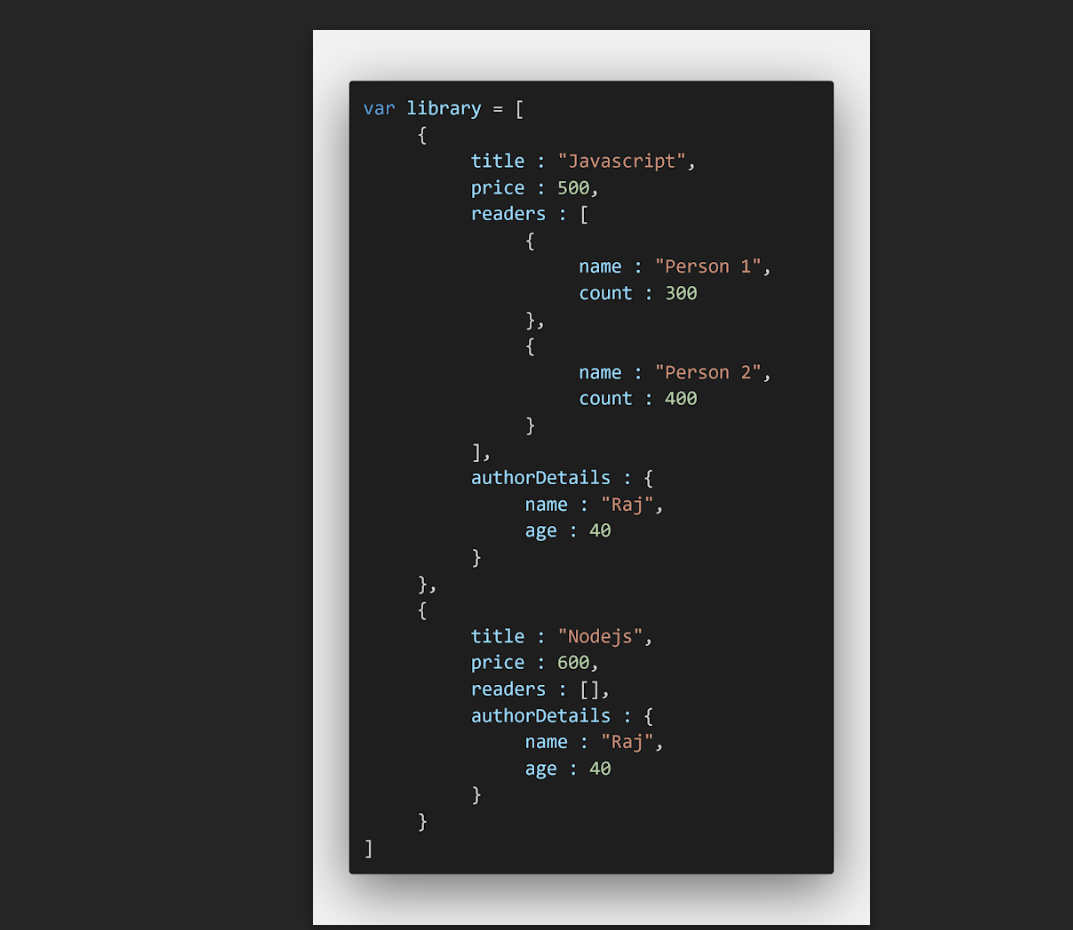 var library = [
{
title : "Javascript",
price : 500,
readers : [
{
name : "Person 1",
count : 300
},
{
name : "Person 2",
count : 400
}
],
authorDetails : {
name : "Raj",
age : 40
}
},
{
title : "Nodejs",
price : 600,
readers : [],
authorDetails : {
name : "Raj",
age : 40
}
}
]